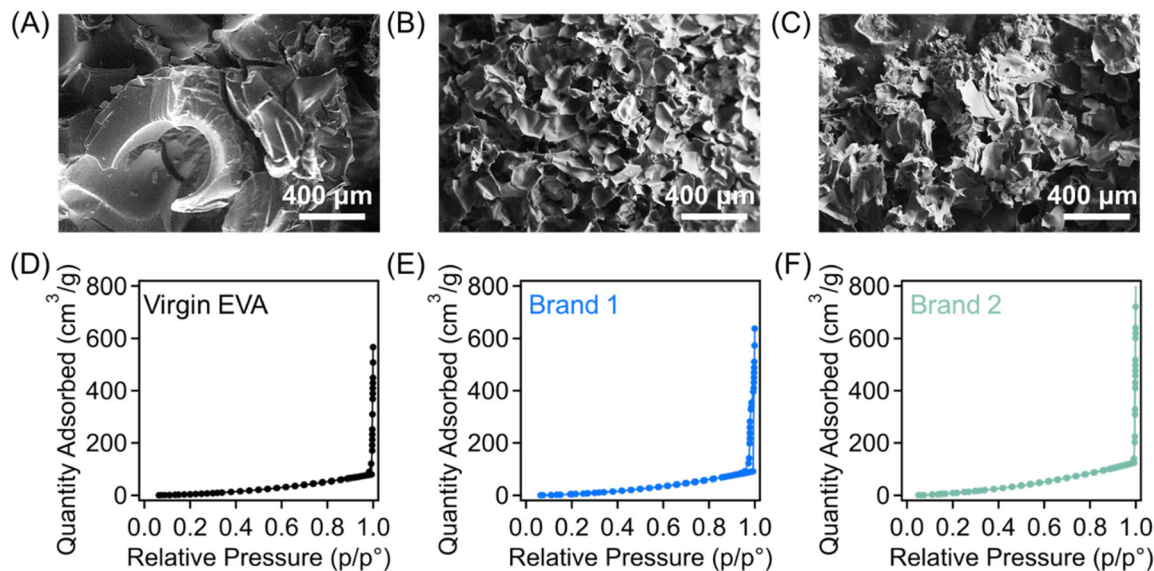 (A)
400 µm
(B)
400 µm
(C)
400 µm
(D)
Quantity Adsorbed (cm³/g)
800
600
400
200
0
Virgin EVA
0.0 0.2 0.4 0.6 0.8 1.0
Relative Pressure (p/p°)
(E)
Quantity Adsorbed (cm³/g)
800
600
400
200
0
Brand 1
0.0 0.2 0.4 0.6 0.8 1.0
Relative Pressure (p/p°)
(F)
Quantity Adsorbed (cm³/g)
800
600
400
200
0
Brand 2
0.0 0.2 0.4 0.6 0.8 1.0
Relative Pressure (p/p°)